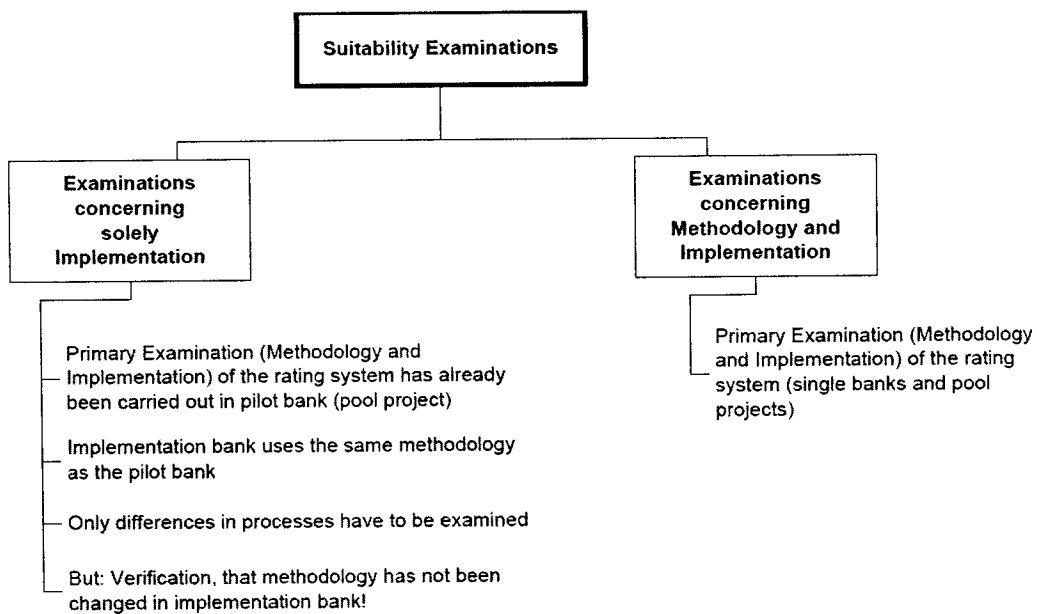 Suitability Examinations
Examinations
concerning
solely
Implementation
Primary Examination (Methodology and
Implementation) of the rating system has already
been carried out in pilot bank (pool project)
Implementation bank uses the same methodology
as the pilot bank
Only differences in processes have to be examined
But: Verification, that methodology has not been
changed in implementation bank!
Examinations
concerning
Methodology and
Implementation
Primary Examination (Methodology
and Implementation) of the rating
system (single banks and pool
projects)